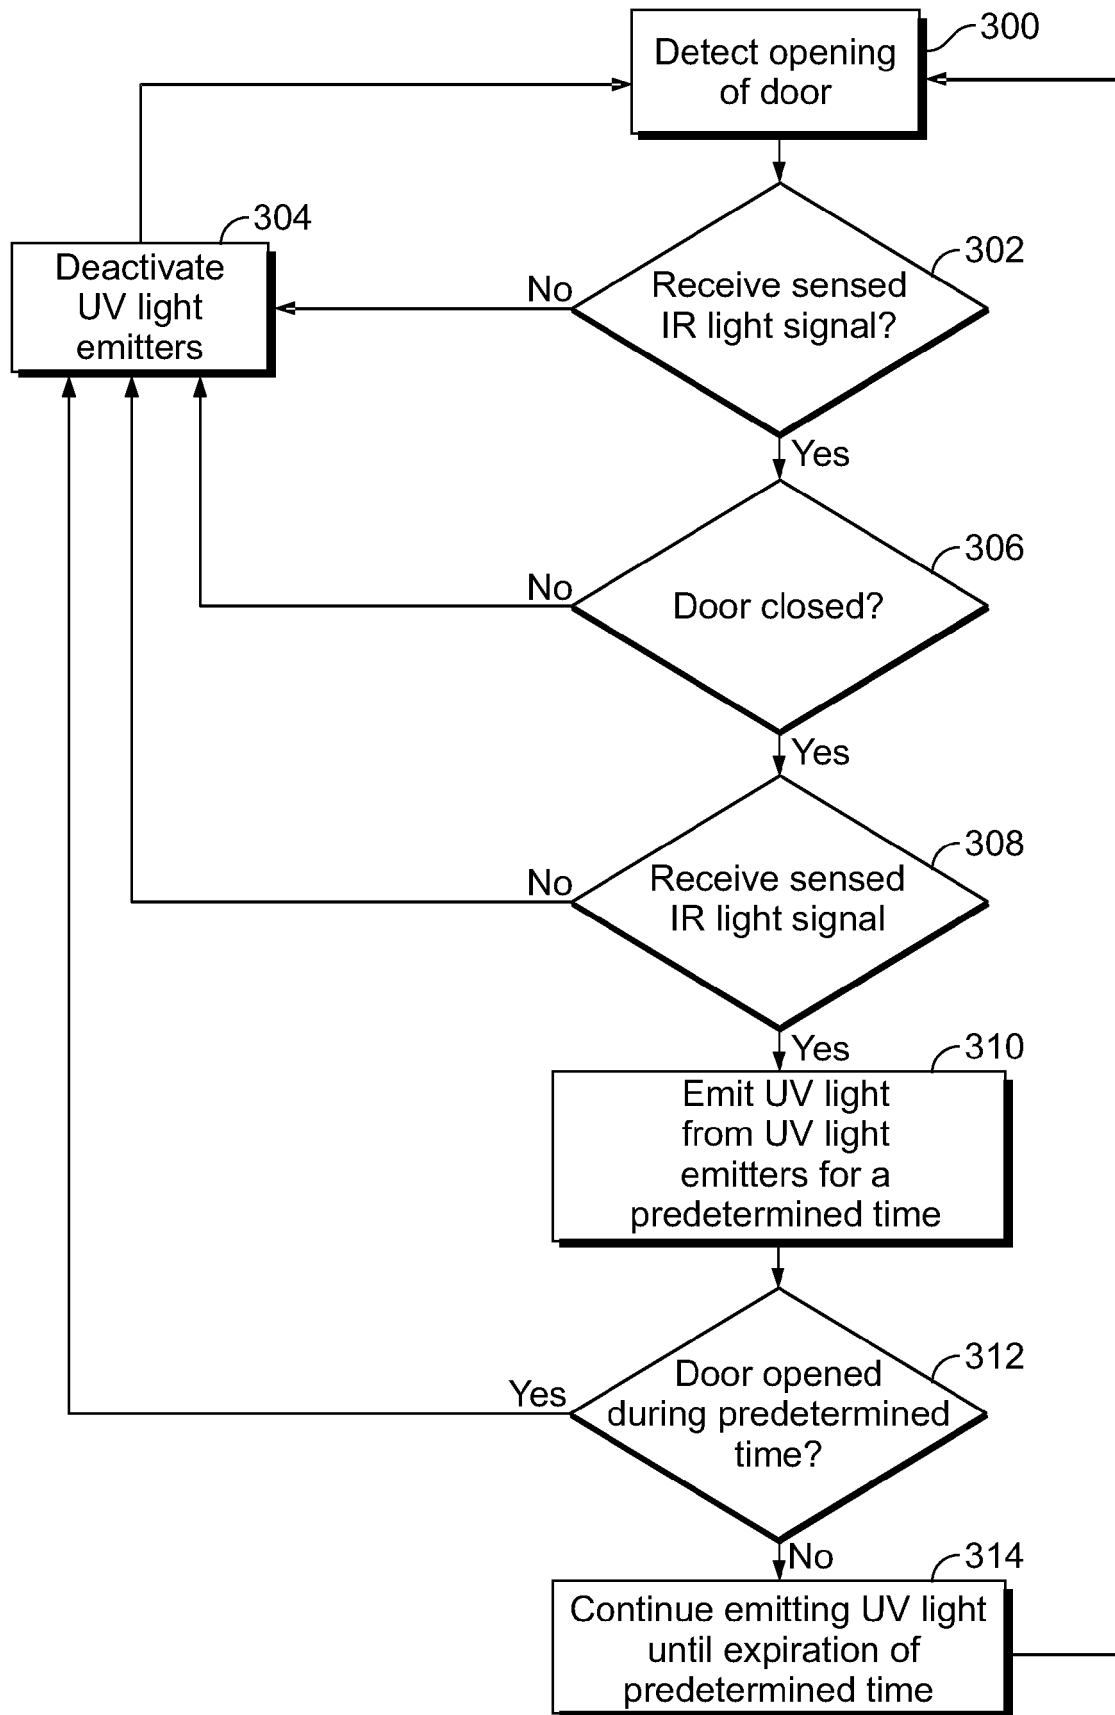 300
Detect opening
of door
304
Deactivate
UV light
emitters
302
No
Receive sensed
IR light signal?
Yes
306
No
Door closed?
Yes
308
No
Receive sensed
IR light signal
Yes
310
Emit UV light
from UV light
emitters for a
predetermined time
312
Yes
Door opened
during predetermined
time?
No
314
Continue emitting UV light
until expiration of
predetermined time